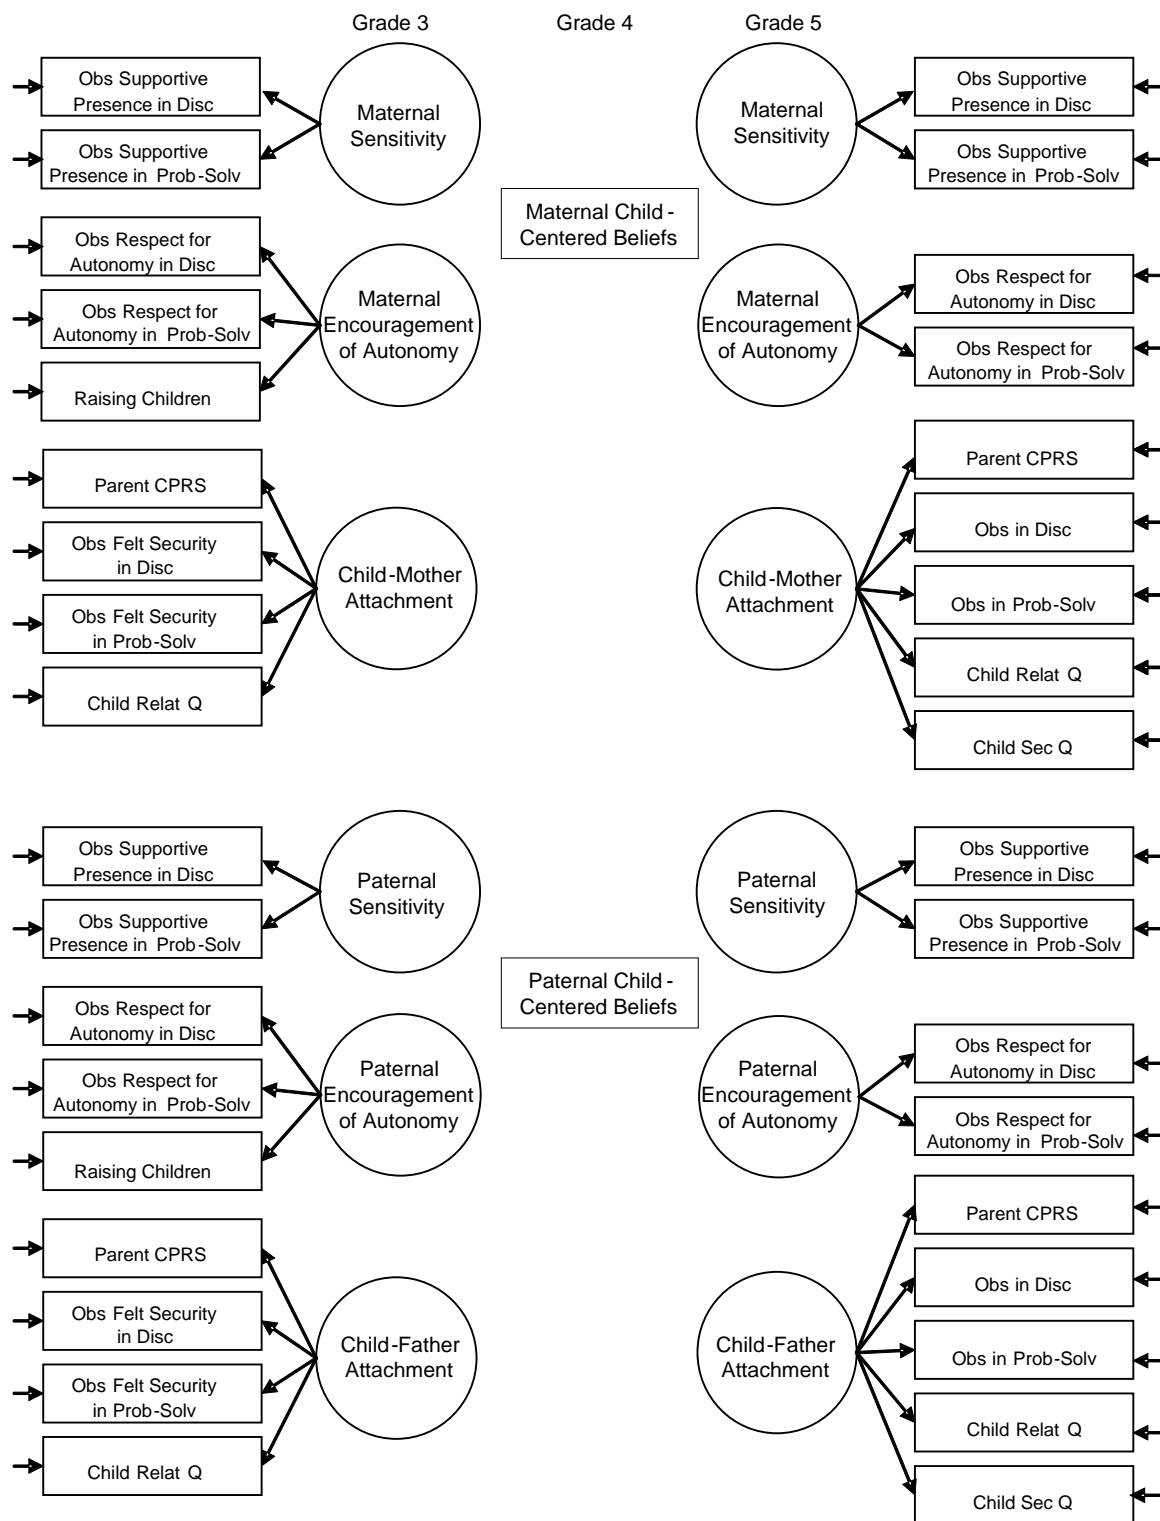 Grade 3
Grade 4
Grade 5
Obs Supportive
Presence in Disc
Obs Supportive
Presence in Prob-Solv
Maternal
Sensitivity
Maternal
Sensitivity
Obs Supportive
Presence in Disc
Obs Supportive
Presence in Prob-Solv
Maternal Child-
Centered Beliefs
Obs Respect for
Autonomy in Disc
Obs Respect for
Autonomy in Prob-Solv
Raising Children
Maternal
Encouragement
of Autonomy
Maternal
Encouragement
of Autonomy
Obs Respect for
Autonomy in Disc
Obs Respect for
Autonomy in Prob-Solv
Parent CPRS
Obs Felt Security
in Disc
Obs Felt Security
in Prob-Solv
Child Relat Q
Child-Mother
Attachment
Child-Mother
Attachment
Parent CPRS
Obs in Disc
Obs in Prob-Solv
Child Relat Q
Child Sec Q
Obs Supportive
Presence in Disc
Obs Supportive
Presence in Prob-Solv
Paternal
Sensitivity
Paternal
Sensitivity
Obs Supportive
Presence in Disc
Obs Supportive
Presence in Prob-Solv
Paternal Child-
Centered Beliefs
Obs Respect for
Autonomy in Disc
Obs Respect for
Autonomy in Prob-Solv
Raising Children
Paternal
Encouragement
of Autonomy
Paternal
Encouragement
of Autonomy
Obs Respect for
Autonomy in Disc
Obs Respect for
Autonomy in Prob-Solv
Parent CPRS
Obs Felt Security
in Disc
Obs Felt Security
in Prob-Solv
Child Relat Q
Child-Father
Attachment
Child-Father
Attachment
Parent CPRS
Obs in Disc
Obs in Prob-Solv
Child Relat Q
Child Sec Q